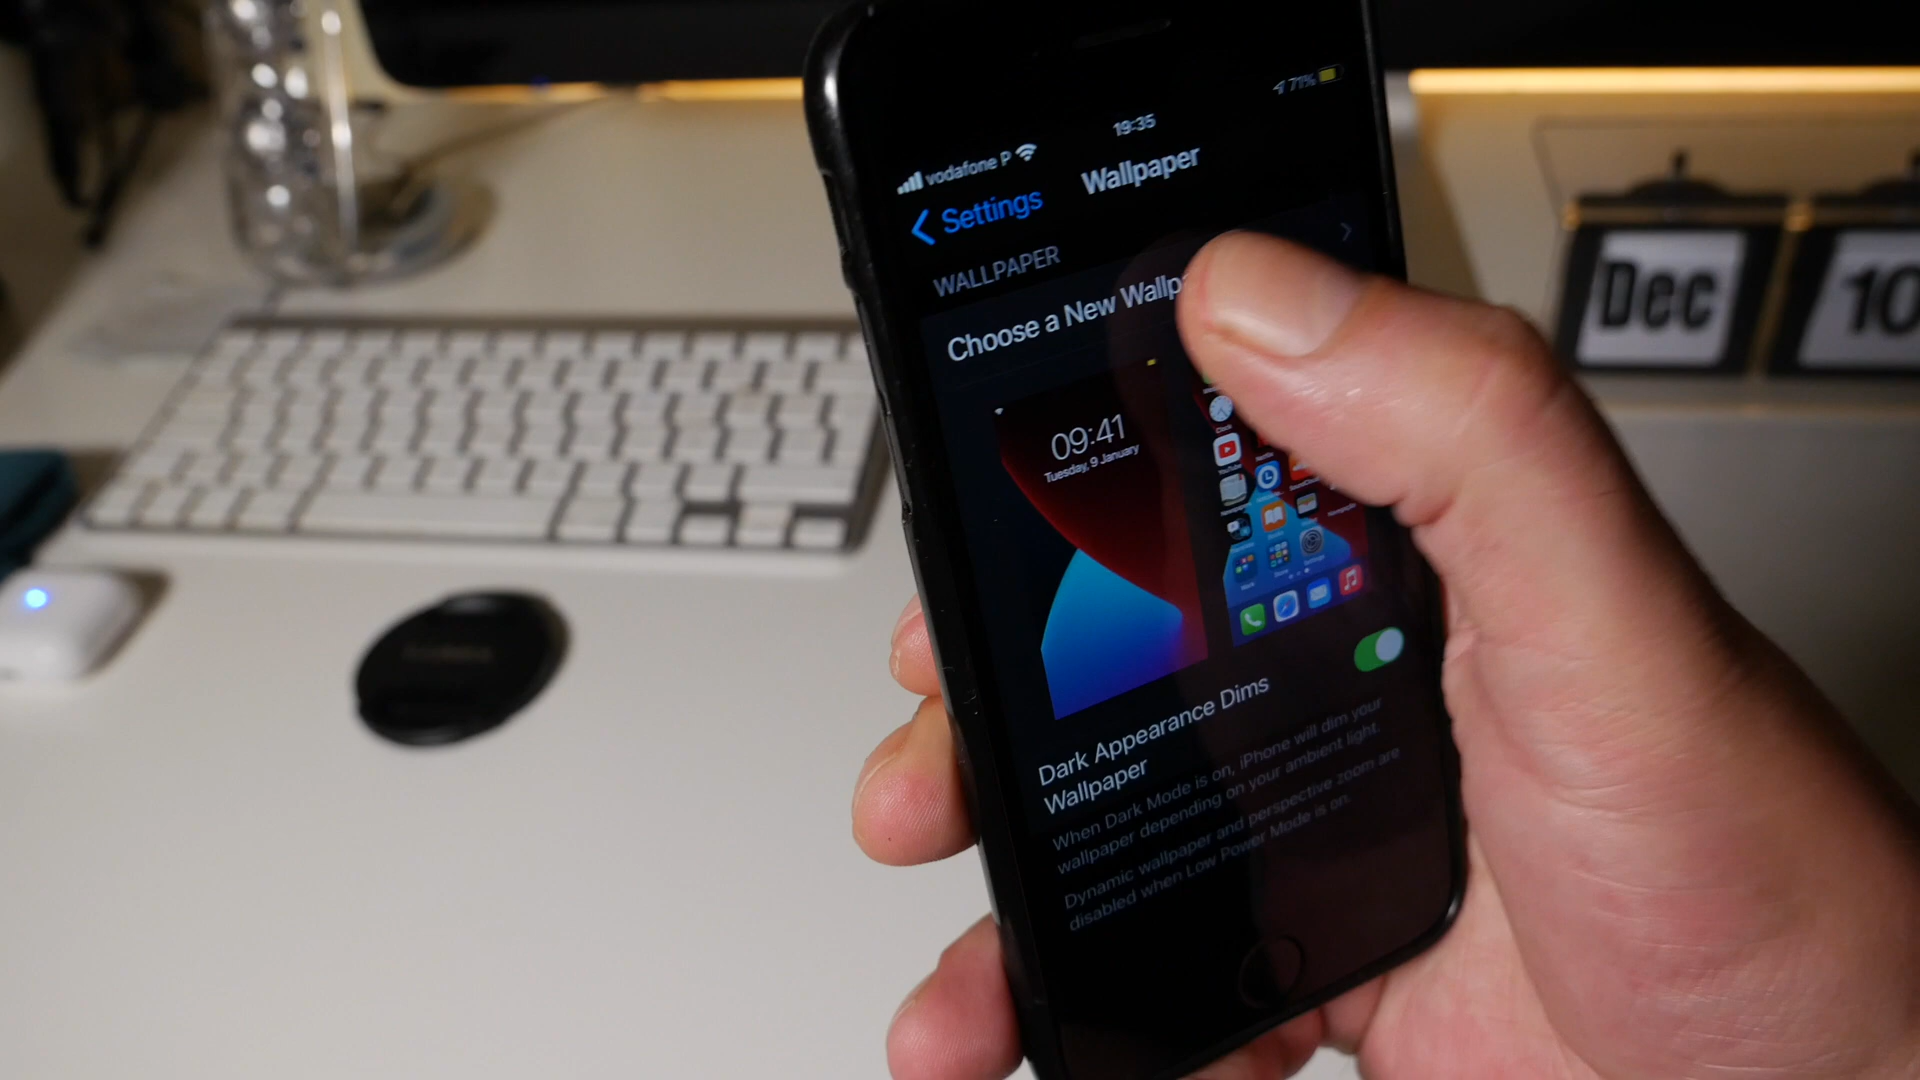 71%
19:35
vodafone P
Settings
Wallpaper
WALLPAPER
Choose a New Wallp
09:41
Tuesday, 9 January
Clock
YouTube
Dark Appearance Dims
Wallpaper
When Dark Mode is on, iPhone will dim your
wallpaper depending on your ambient light.
Dynamic wallpaper and perspective zoom are
disabled when Low Power Mode is on.
Dec
10